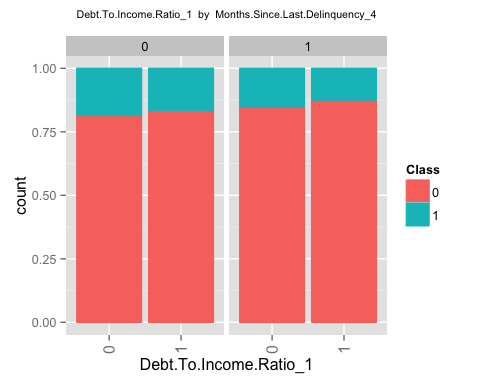 Debt.To.Income.Ratio_1 by Months.Since.Last.Delinquency_4
0 1
1.00
0.75
0.50
0.25
0.00
count
0 1 0 1
Debt.To.Income.Ratio_1
Class
0
1